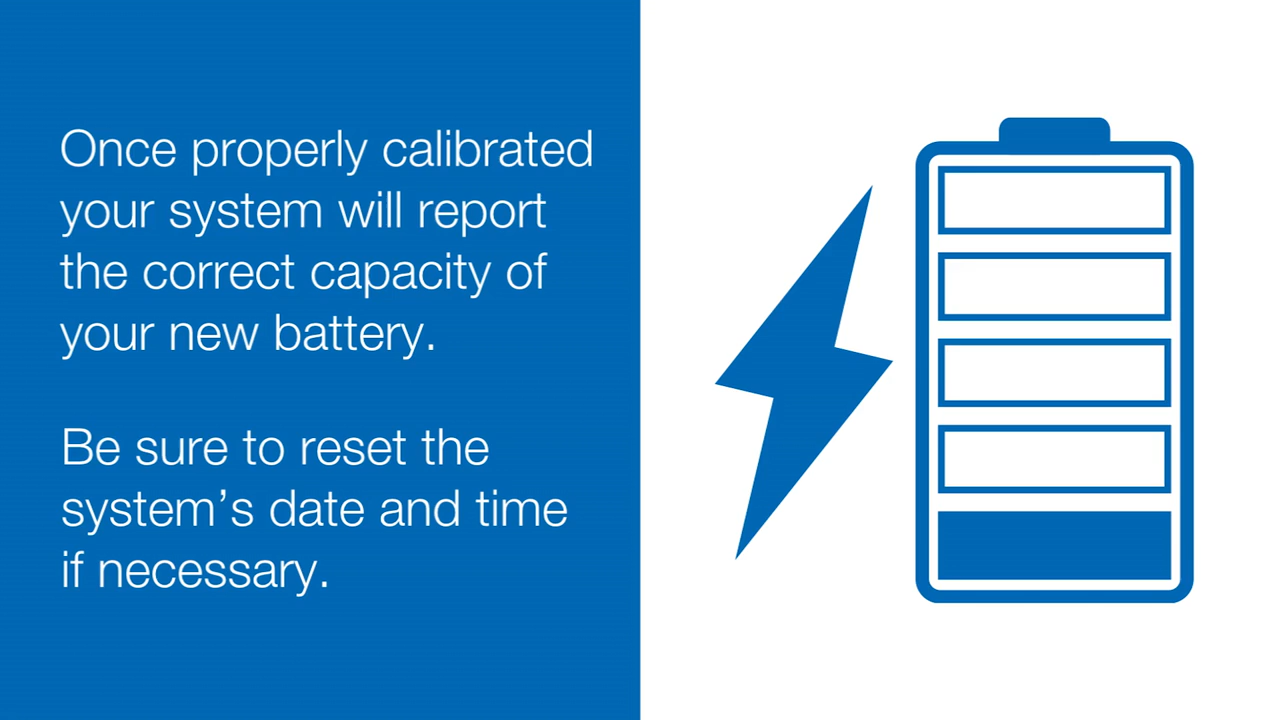 Once properly calibrated
your system will report
the correct capacity of
your new battery.
Be sure to reset the
system’s date and time
if necessary.